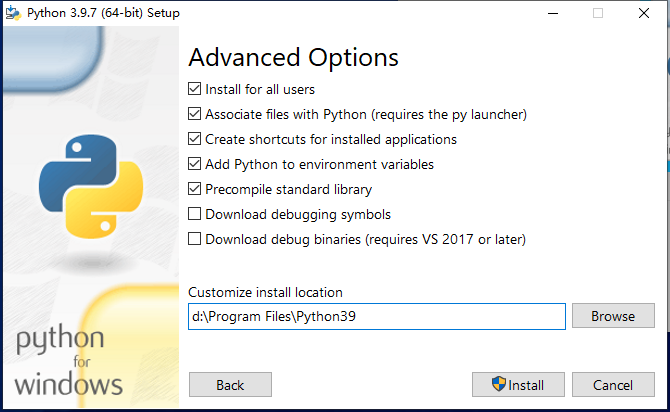 Python 3.9.7 (64-bit) Setup
Advanced Options
Install for all users
Associate files with Python (requires the py launcher)
Create shortcuts for installed applications
Add Python to environment variables
Precompile standard library
Download debugging symbols
Download debug binaries (requires VS 2017 or later)
Customize install location
d:\Program Files\Python39
Browse
python
for
windows
Back
Install
Cancel